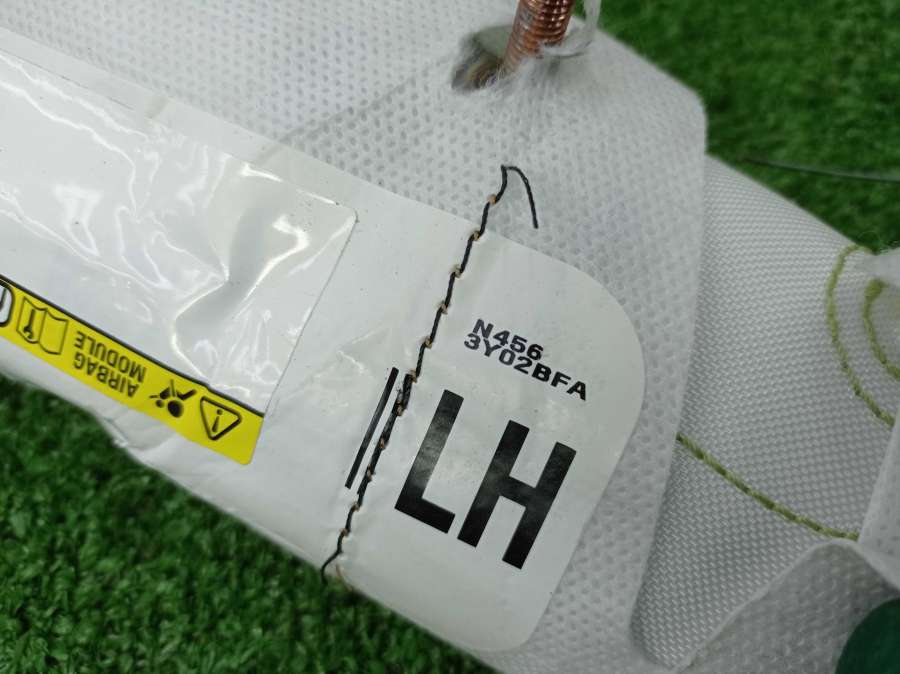 N456
3Y02BFA
LH
AIRBAG
MODULE